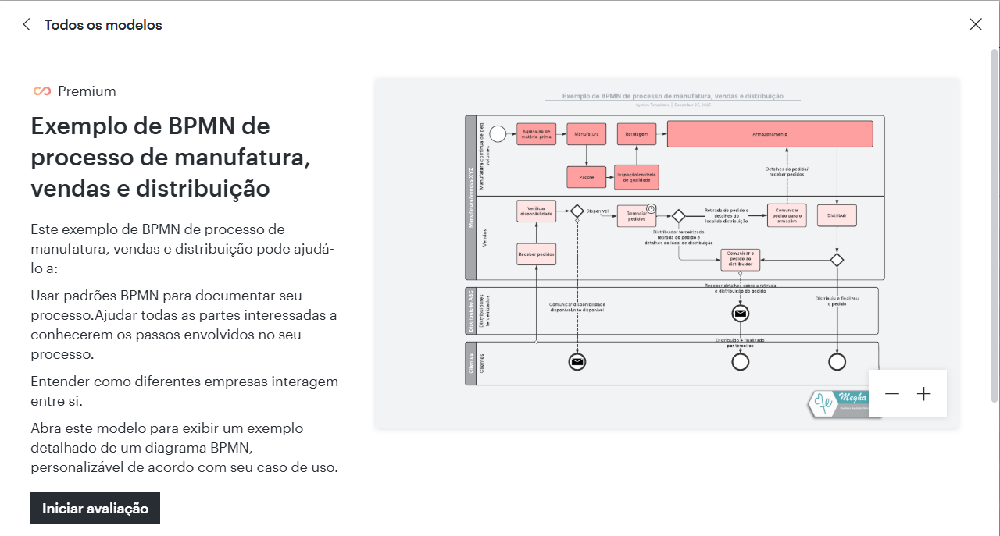 Todos os modelos
Premium
Exemplo de BPMN de
processo de manufatura,
vendas e distribuição
Este exemplo de BPMN de processo de
manufatura, vendas e distribuição pode ajudá-
lo a:
Usar padrões BPMN para documentar seu
processo.Ajudar todas as partes interessadas a
conhecerem os passos envolvidos no seu
processo.
Entender como diferentes empresas interagem
entre si.
Abra este modelo para exibir um exemplo
detalhado de um diagrama BPMN,
personalizável de acordo com seu caso de uso.
Iniciar avaliação
Exemplo de BPMN de processo de manufatura, vendas e distribuição
System Templates | December 23, 2025
Manufatura/vendas XYZ
Manufatura contínua de peq.
volumes
Aquisição de
matéria-prima
Manufatura
Rotulagem
Armazenamento
Pacote
Inspeção/controle
de qualidade
Detalhes do pedido/
receber pedidos
Vendas
Verificar
disponibilidade
Disponível
Gerenciar
pedidos
Retirada do pedido e
detalhes do
local de distribuição
Comunicar
pedido para o
armazém
Distribuir
Distribuidor terceirizado
retirada do pedido e
detalhes do local de distribuição
Receber pedidos
Comunicar o
pedido ao
distribuidor
Receber detalhes sobre a retirada
e distribuição do pedido
Distribuição ABC
Distribuidores
terceirizados
Comunicar disponibilidade
disponível/não disponível
Distribuiu e finalizou
o pedido
Distribuído e finalizado
por terceiros
Clientes
Clientes
Megha